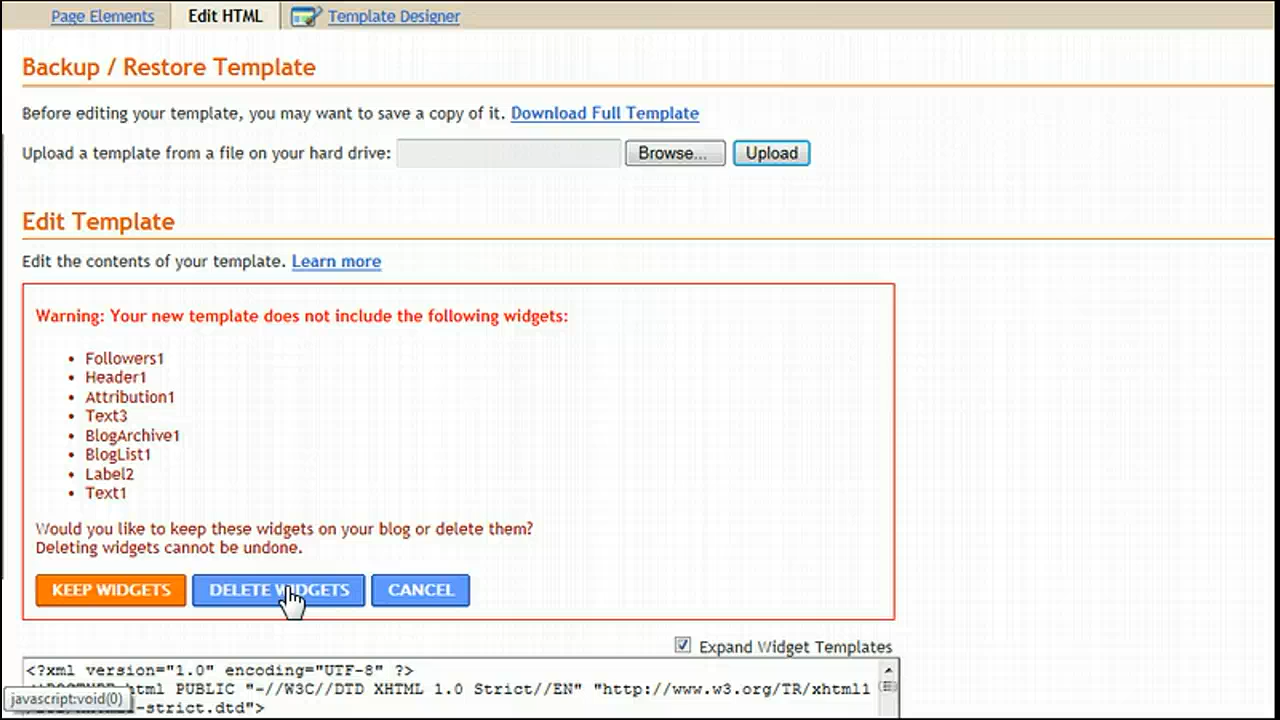 Page Elements Edit HTML Template Designer
Backup / Restore Template
Before editing your template, you may want to save a copy of it. Download Full Template
Upload a template from a file on your hard drive: Browse... Upload
Edit Template
Edit the contents of your template. Learn more
Warning: Your new template does not include the following widgets:
• Followers1
• Header1
• Attribution1
• Text3
• BlogArchive1
• BlogList1
• Label2
• Text1
Would you like to keep these widgets on your blog or delete them?
Deleting widgets cannot be undone.
KEEP WIDGETS DELETE WIDGETS CANCEL
Expand Widget Templates
<?xml version="1.0" encoding="UTF-8" ?>
html PUBLIC "-//W3C//DTD XHTML 1.0 Strict//EN" "http://www.w3.org/TR/xhtml1
javascript:void(0) -strict.dtd">